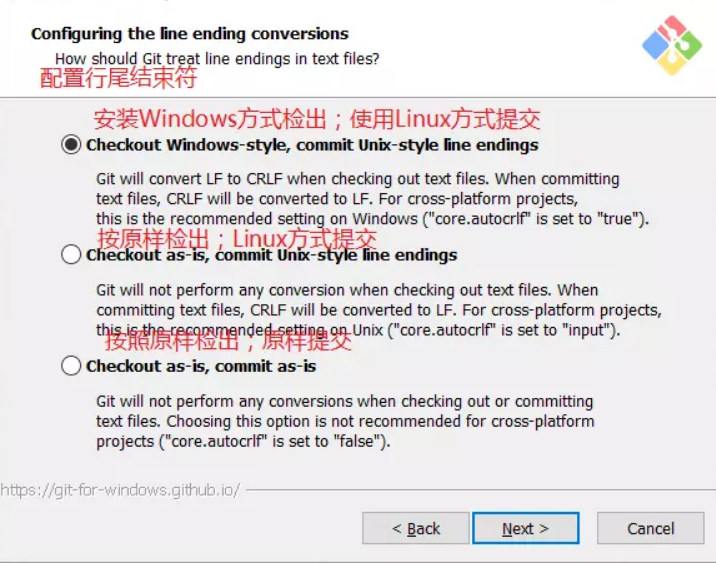 Configuring the line ending conversions
How should Git treat line endings in text files?
配置行尾结束符
安装Windows方式检出；使用Linux方式提交
Checkout Windows-style, commit Unix-style line endings
Git will convert LF to CRLF when checking out text files. When committing
text files, CRLF will be converted to LF. For cross-platform projects,
this is the recommended setting on Windows ("core.autocrlf" is set to "true").
按原样检出；Linux方式提交
Checkout as-is, commit Unix-style line endings
Git will not perform any conversion when checking out text files. When
committing text files, CRLF will be converted to LF. For cross-platform projects,
this is the recommended setting on Unix ("core.autocrlf" is set to "input").
按照原样检出；原样提交
Checkout as-is, commit as-is
Git will not perform any conversions when checking out or committing
text files. Choosing this option is not recommended for cross-platform
projects ("core.autocrlf" is set to "false").
https://git-for-windows.github.io/
< Back
Next >
Cancel